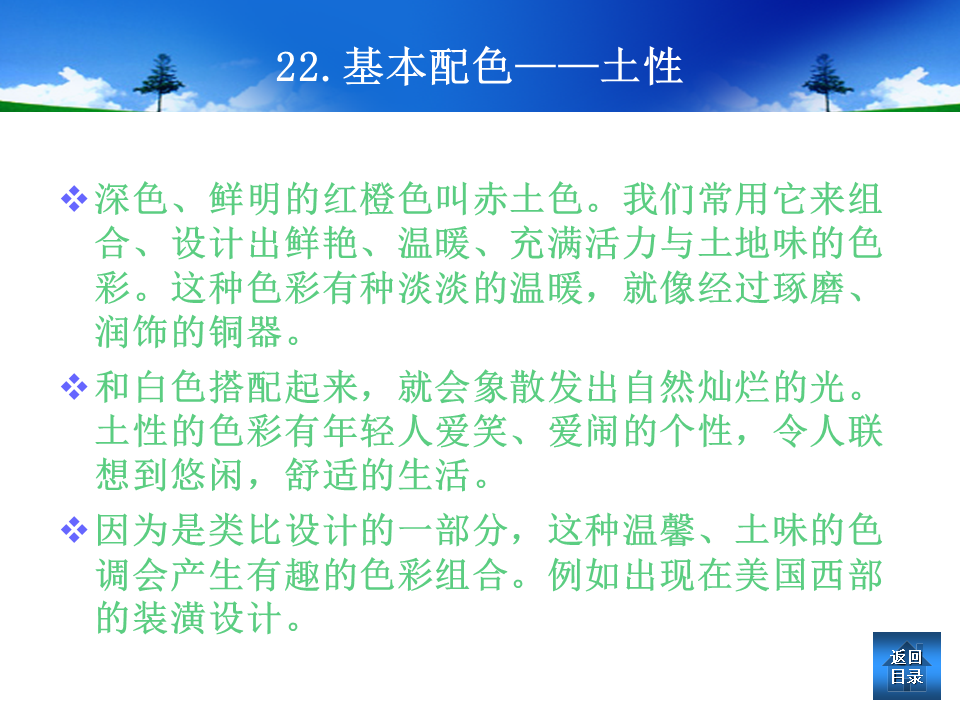 22.基本配色——土性
深色、鲜明的红橙色叫赤土色。我们常用它来组
合、设计出鲜艳、温暖、充满活力与土地味的色
彩。这种色彩有种淡淡的温暖，就像经过琢磨、
润饰的铜器。
和白色搭配起来，就会象散发出自然灿烂的光。
土性的色彩有年轻人爱笑、爱闹的个性，令人联
想到悠闲，舒适的生活。
因为是类比设计的一部分，这种温馨、土味的色
调会产生有趣的色彩组合。例如出现在美国西部
的装潢设计。
返回
目录